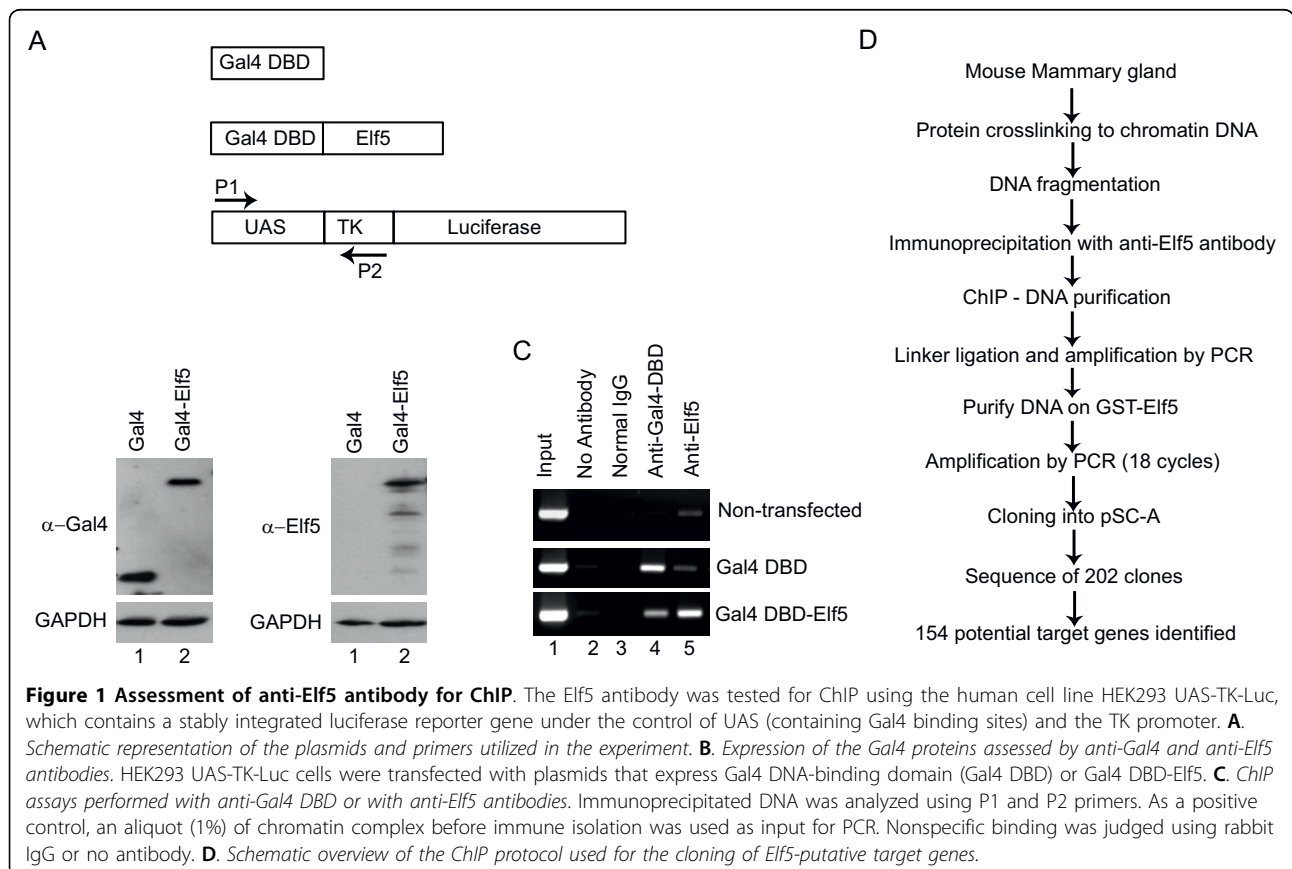 A
Gal4 DBD
Gal4 DBD
Elf5
P1
UAS
TK
Luciferase
P2
Gal4
Gal4-Elf5
α–Gal4
GAPDH
1
2
Gal4
Gal4-Elf5
α–Elf5
GAPDH
1
2
C
Input
No Antibody
Normal IgG
Anti-Gal4-DBD
Anti-Elf5
Non-transfected
Gal4 DBD
Gal4 DBD-Elf5
1
2
3
4
5
D
Mouse Mammary gland
Protein crosslinking to chromatin DNA
DNA fragmentation
Immunoprecipitation with anti-Elf5 antibody
ChIP - DNA purification
Linker ligation and amplification by PCR
Purify DNA on GST-Elf5
Amplification by PCR (18 cycles)
Cloning into pSC-A
Sequence of 202 clones
154 potential target genes identified
Figure 1 Assessment of anti-Elf5 antibody for ChIP. The Elf5 antibody was tested for ChIP using the human cell line HEK293 UAS-TK-Luc,
which contains a stably integrated luciferase reporter gene under the control of UAS (containing Gal4 binding sites) and the TK promoter. A.
Schematic representation of the plasmids and primers utilized in the experiment. B. Expression of the Gal4 proteins assessed by anti-Gal4 and anti-Elf5
antibodies. HEK293 UAS-TK-Luc cells were transfected with plasmids that express Gal4 DNA-binding domain (Gal4 DBD) or Gal4 DBD-Elf5. C. ChIP
assays performed with anti-Gal4 DBD or with anti-Elf5 antibodies. Immunoprecipitated DNA was analyzed using P1 and P2 primers. As a positive
control, an aliquot (1%) of chromatin complex before immune isolation was used as input for PCR. Nonspecific binding was judged using rabbit
IgG or no antibody. D. Schematic overview of the ChIP protocol used for the cloning of Elf5-putative target genes.